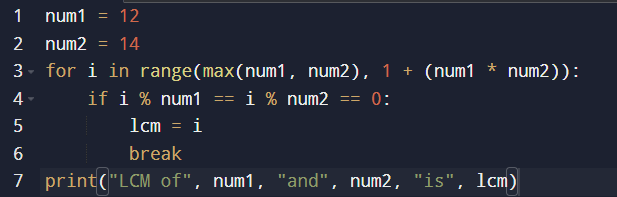 1 num1 = 12
2 num2 = 14
3 for i in range(max(num1, num2), 1 + (num1 * num2)):
4     if i % num1 == i % num2 == 0:
5         lcm = i
6         break
7 print("LCM of", num1, "and", num2, "is", lcm)